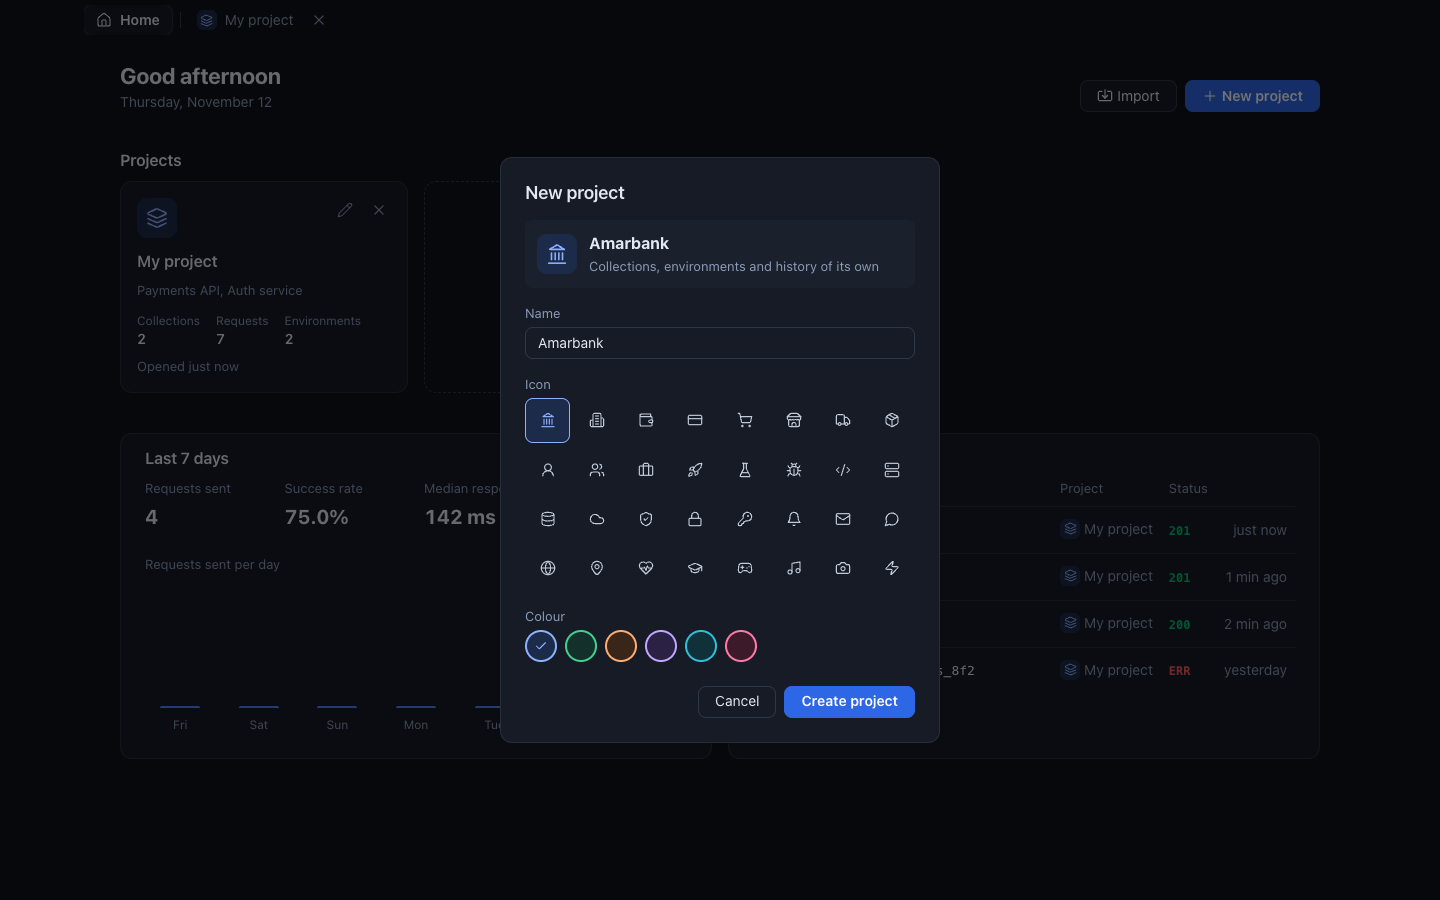 Home
My project
Good afternoon
Thursday, November 12
Import
New project
Projects
My project
Payments API, Auth service
Collections Requests Environments
2 7 2
Opened just now
New project
Amarbank
Collections, environments and history of its own
Name
Amarbank
Icon
Colour
Cancel
Create project
Last 7 days
Requests sent Success rate Median
4 75.0% 142 ms
Requests sent per day
Fri Sat Sun Mon
Project Status
My project 201 just now
My project 201 1 min ago
My project 200 2 min ago
s_8f2 My project ERR yesterday